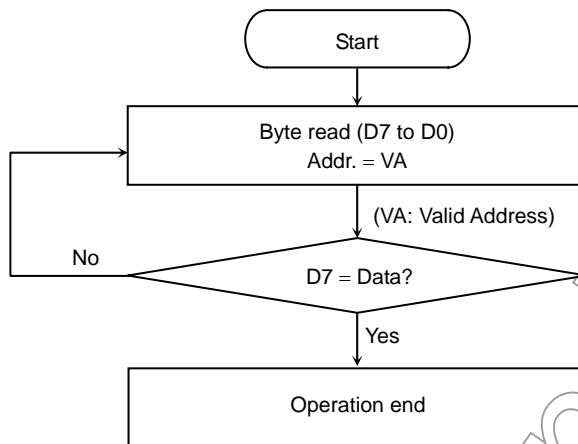 Start
Byte read (D7 to D0)
Addr. = VA
(VA: Valid Address)
No
D7 = Data?
Yes
Operation end